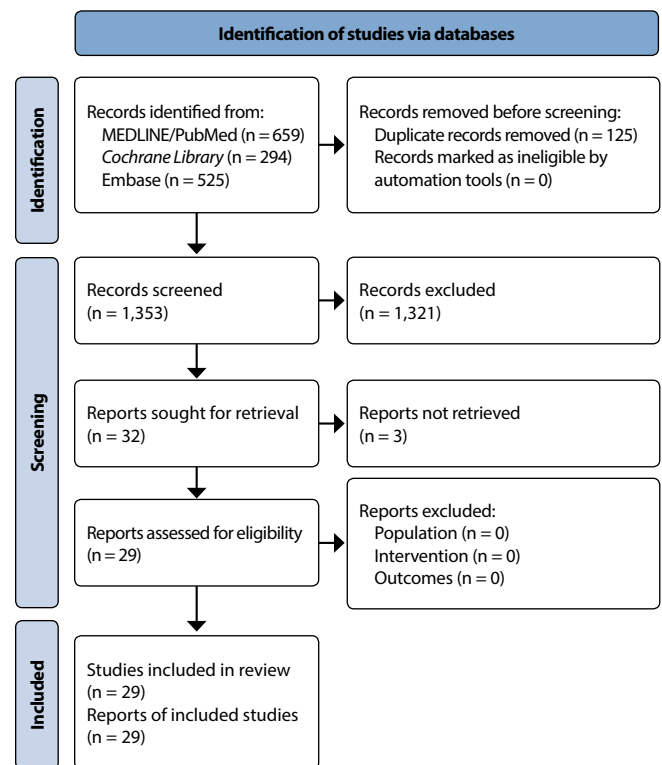 Identification of studies via databases
Identification
Records identified from:
MEDLINE/PubMed (n = 659)
Cochrane Library (n = 294)
Embase (n = 525)
Records removed before screening:
Duplicate records removed (n = 125)
Records marked as ineligible by
automation tools (n = 0)
Screening
Records screened
(n = 1,353)
Records excluded
(n = 1,321)
Reports sought for retrieval
(n = 32)
Reports not retrieved
(n = 3)
Reports assessed for eligibility
(n = 29)
Reports excluded:
Population (n = 0)
Intervention (n = 0)
Outcomes (n = 0)
Included
Studies included in review
(n = 29)
Reports of included studies
(n = 29)